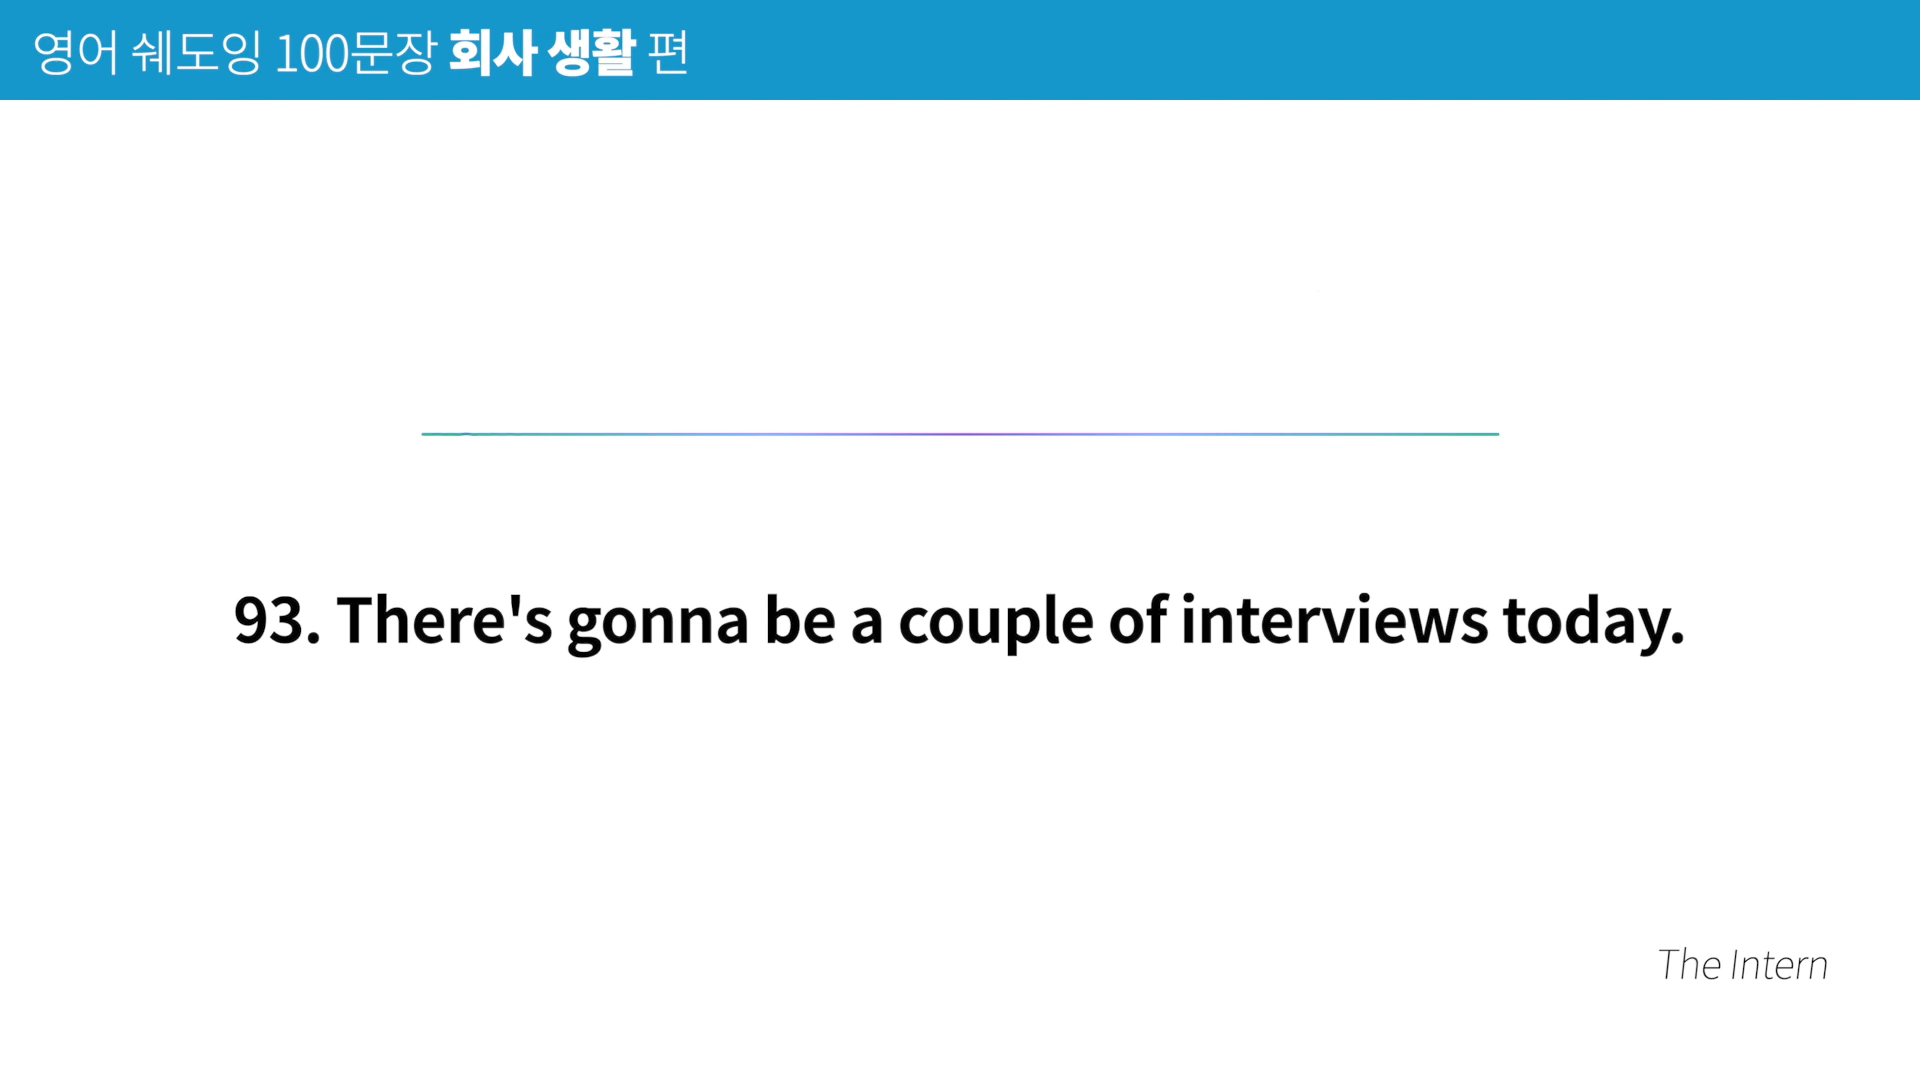 영어 쉐도잉 100문장 회사 생활 편
93. There's gonna be a couple of interviews today.
The Intern